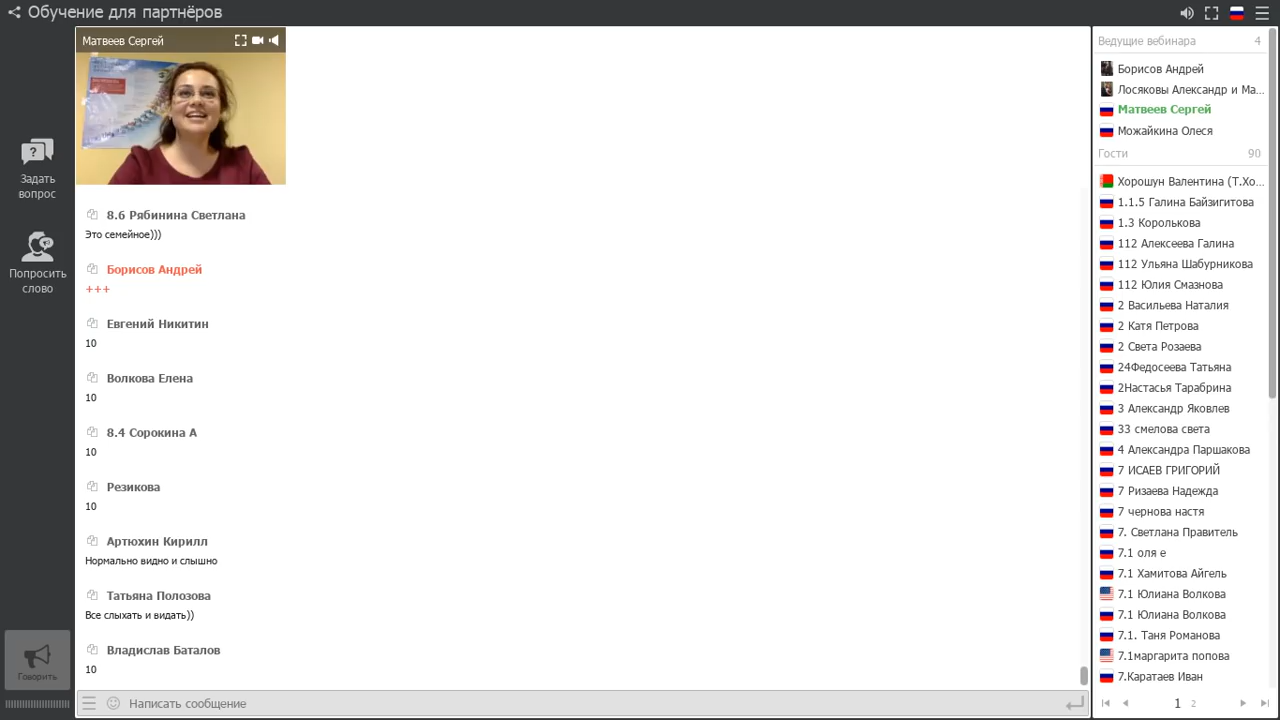 Обучение для партнёров
Задать
вопрос
Попросить
слово
Говорить
Матвеев Сергей
8.6 Рябинина Светлана
Это семейное)))
Борисов Андрей
+++
Евгений Никитин
10
Волкова Елена
10
8.4 Сорокина А
10
Резикова
10
Артюхин Кирилл
Нормально видно и слышно
Татьяна Полозова
Все слыхать и видать))
Владислав Баталов
10
Написать сообщение
Ведущие вебинара 4
Борисов Андрей
Лосяковы Александр и Ма...
Матвеев Сергей
Можайкина Олеся
Гости 90
Хорошун Валентина (Т.Хо...
1.1.5 Галина Байзигитова
1.3 Королькова
112 Алексеева Галина
112 Ульяна Шабурникова
112 Юлия Смазнова
2 Васильева Наталия
2 Катя Петрова
2 Света Розаева
24Федосеева Татьяна
2Настасья Тарабрина
3 Александр Яковлев
33 смелова света
4 Александра Паршакова
7 ИСАЕВ ГРИГОРИЙ
7 Ризаева Надежда
7 чернова настя
7. Светлана Правитель
7.1 оля е
7.1 Хамитова Айгель
7.1 Юлиана Волкова
7.1 Юлиана Волкова
7.1. Таня Романова
7.1маргарита попова
7.Каратаев Иван
1 2